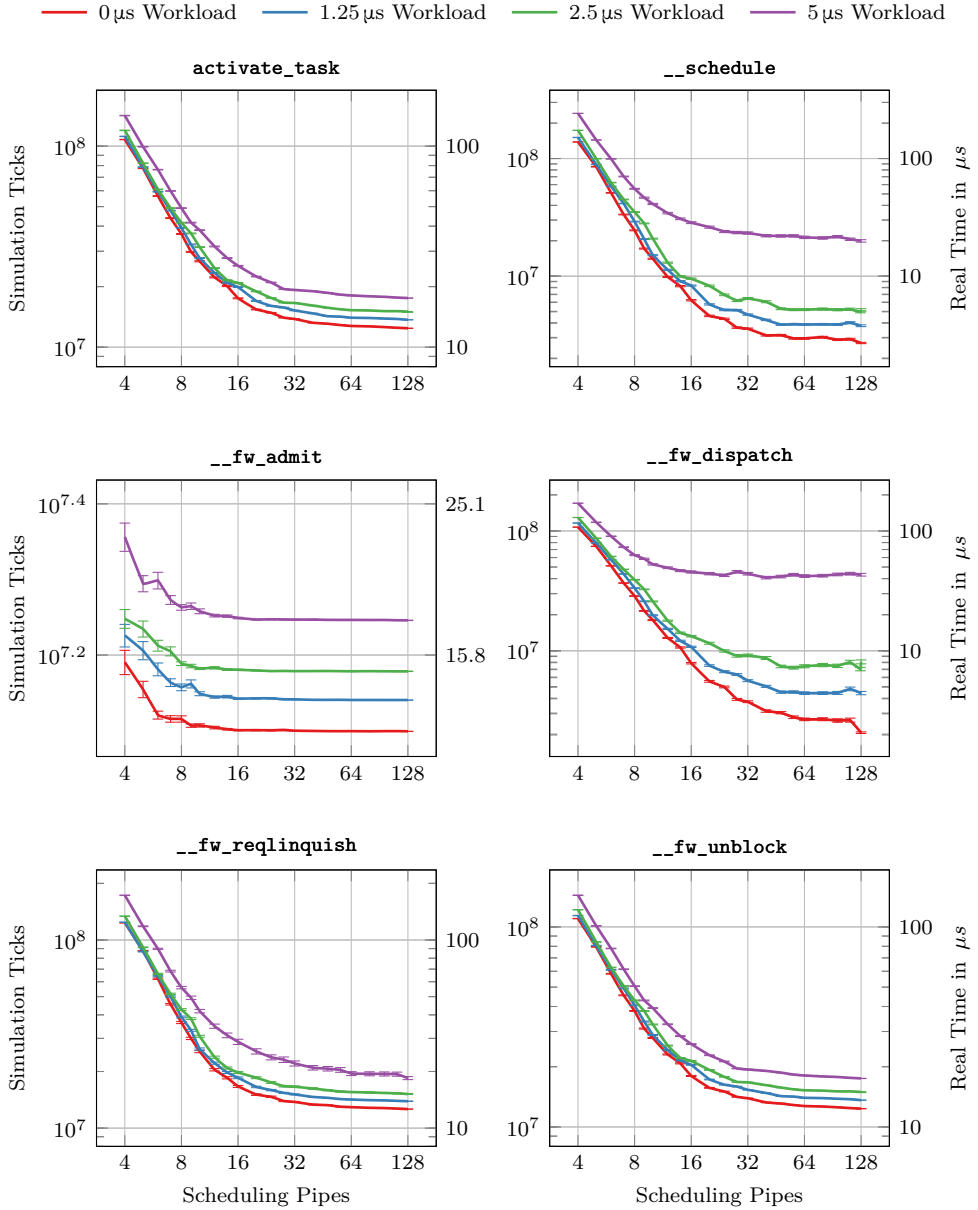 0 µs Workload 1.25 µs Workload 2.5 µs Workload 5 µs Workload
activate_task
Simulation Ticks
10^8
10^7
100
10
4 8 16 32 64 128
__schedule
10^8
10^7
100
10
Real Time in µs
4 8 16 32 64 128
__fw_admit
Simulation Ticks
10^7.4
10^7.2
25.1
15.8
4 8 16 32 64 128
__fw_dispatch
10^8
10^7
100
10
Real Time in µs
4 8 16 32 64 128
__fw_reqlinquish
Simulation Ticks
10^8
10^7
100
10
4 8 16 32 64 128
Scheduling Pipes
__fw_unblock
10^8
10^7
100
10
Real Time in µs
4 8 16 32 64 128
Scheduling Pipes